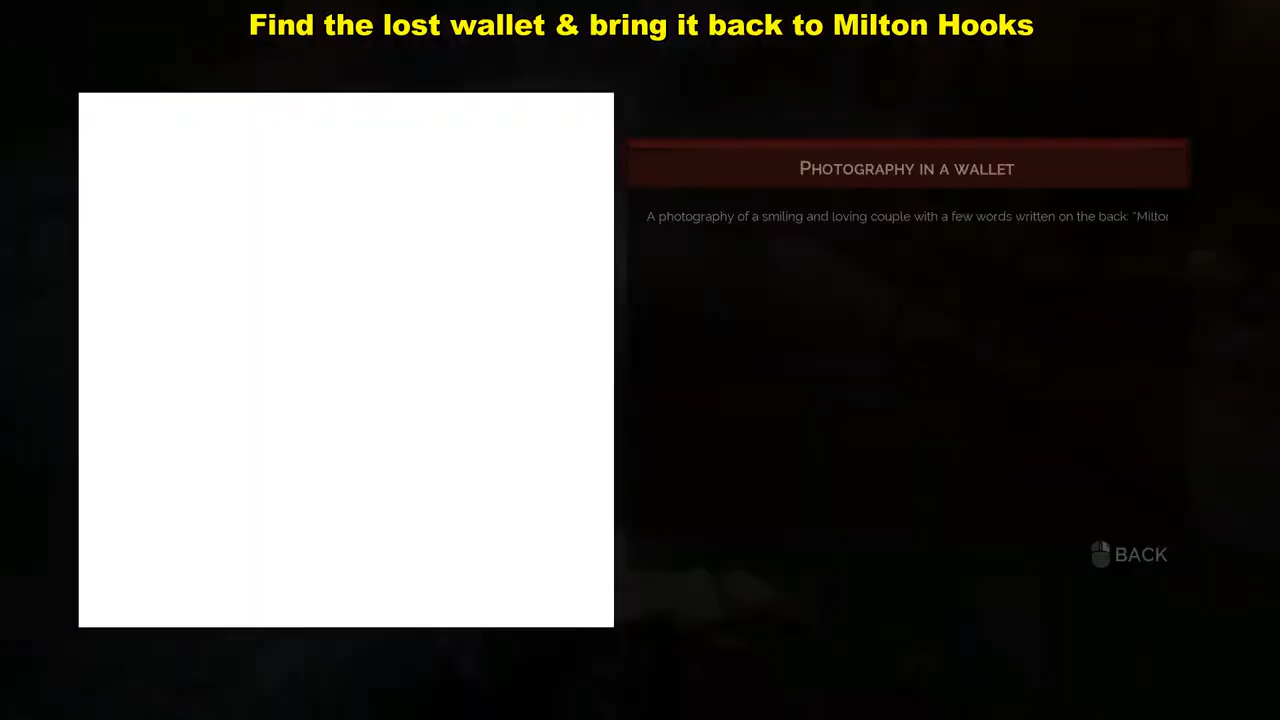 Find the lost wallet & bring it back to Milton Hooks
Photography in a wallet
A photography of a smiling and loving couple with a few words written on the back: "Milton
BACK